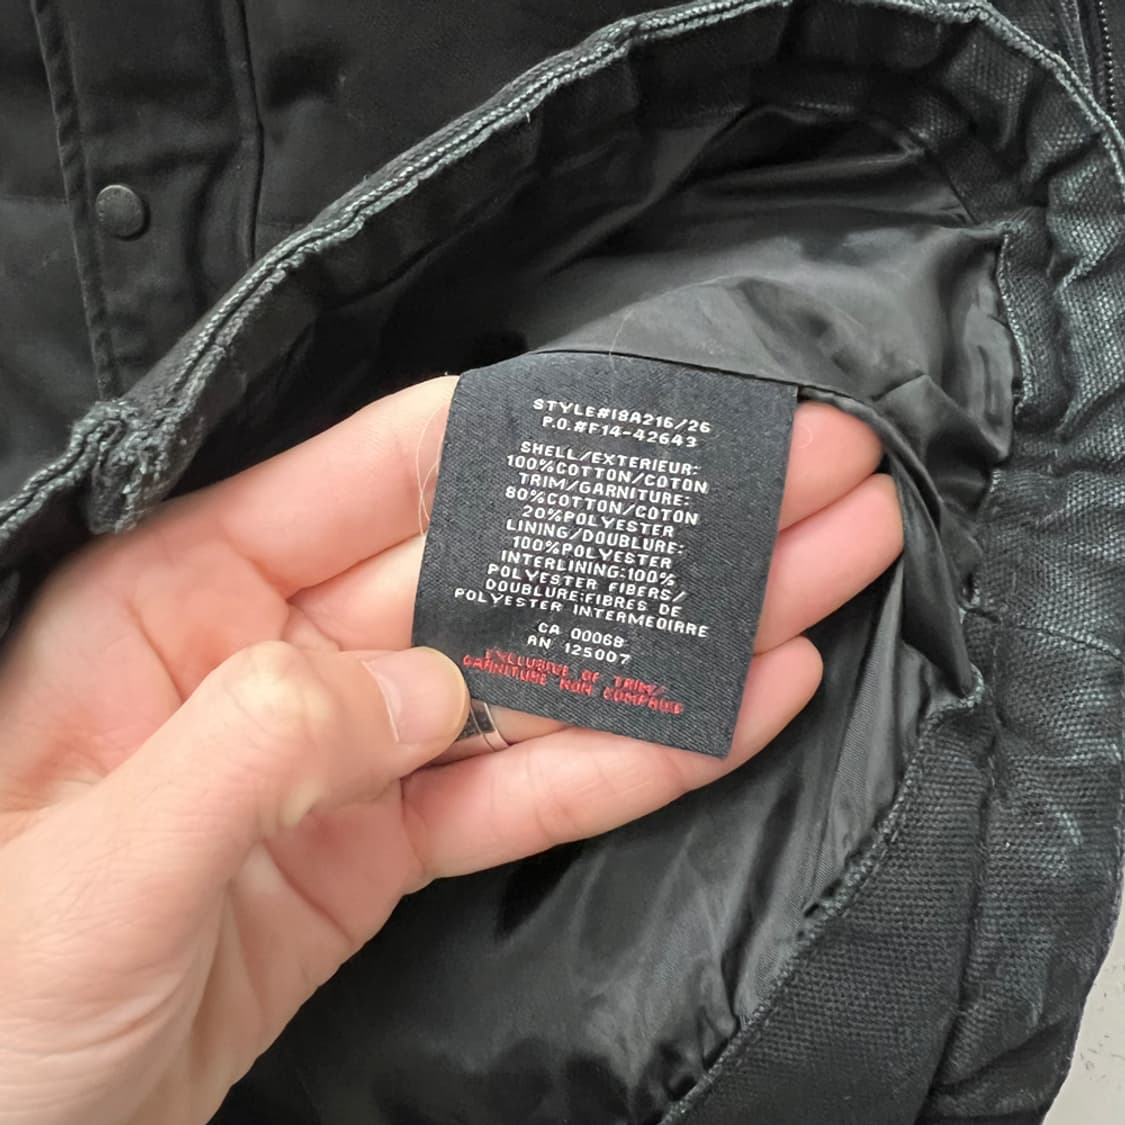 STYLE#18A216/26
P.O.#F14-42643
SHELL/EXTERIEUR:
100%COTTON/COTON
TRIM/GARNITURE:
80%COTTON/COTON
20%POLYESTER
LINING/DOUBLURE:
100%POLYESTER
INTERLINING:100%
POLYESTER FIBERS/
DOUBLURE:FIBRES DE
POLYESTER INTERMEDIRRE
CA 00068
RN 125007
EXCLUSIVE OF TRIM/
GARNITURE NON COMPRISE